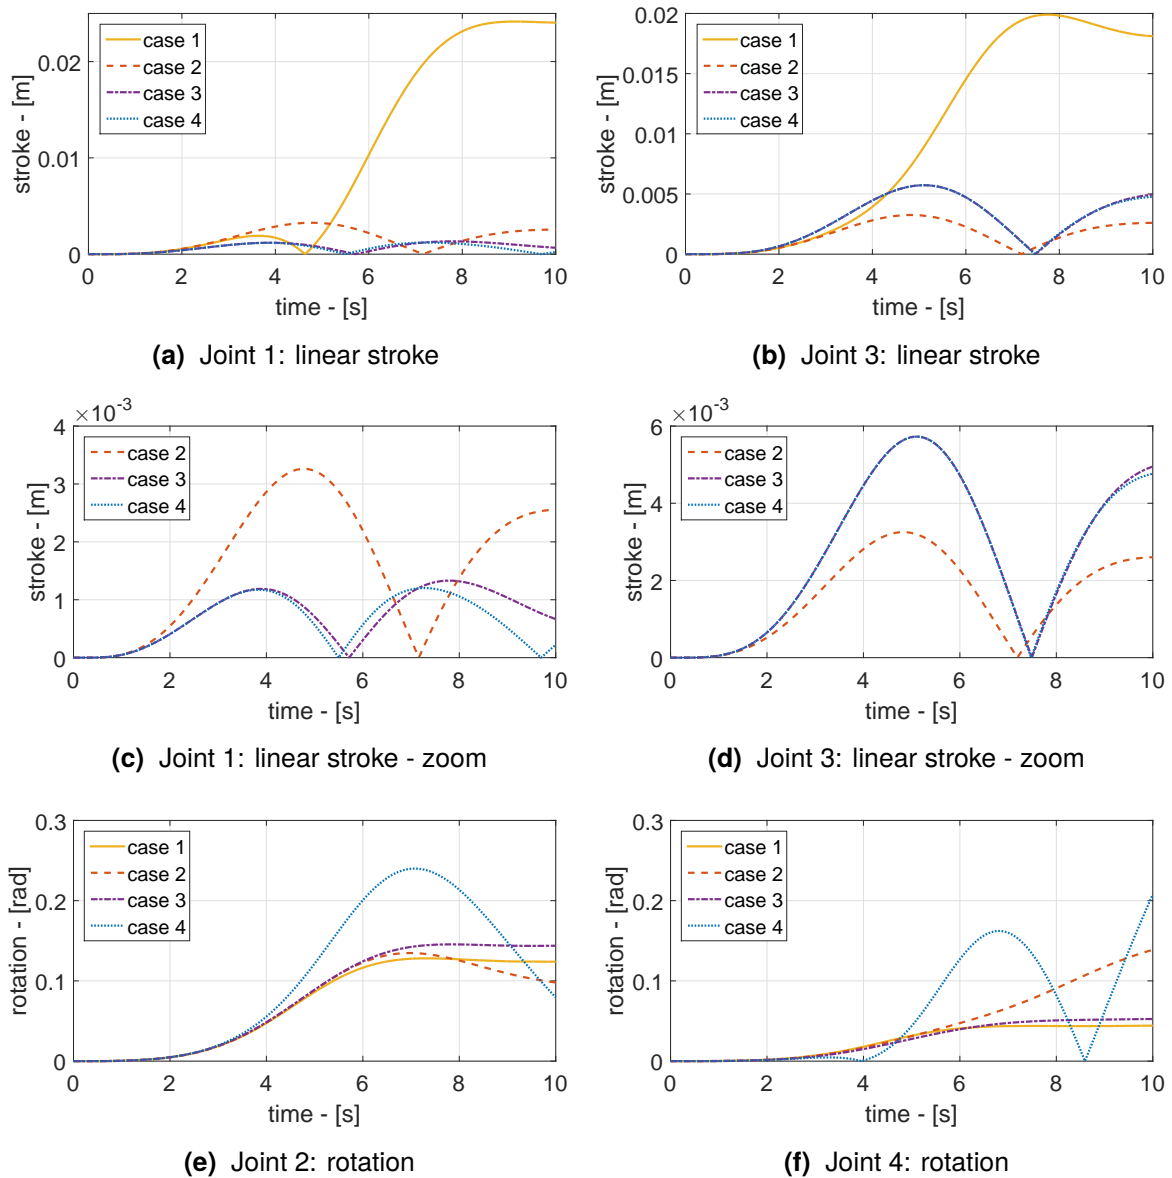 0.02
0.01
0
stroke - [m]
case 1
case 2
case 3
case 4
0 2 4 6 8 10
time - [s]
(a) Joint 1: linear stroke
0.02
0.015
0.01
0.005
0
stroke - [m]
case 1
case 2
case 3
case 4
0 2 4 6 8 10
time - [s]
(b) Joint 3: linear stroke
×10⁻³
4
3
2
1
0
stroke - [m]
case 2
case 3
case 4
0 2 4 6 8 10
time - [s]
(c) Joint 1: linear stroke - zoom
×10⁻³
6
4
2
0
stroke - [m]
case 2
case 3
case 4
0 2 4 6 8 10
time - [s]
(d) Joint 3: linear stroke - zoom
0.3
0.2
0.1
0
rotation - [rad]
case 1
case 2
case 3
case 4
0 2 4 6 8 10
time - [s]
(e) Joint 2: rotation
0.3
0.2
0.1
0
rotation - [rad]
case 1
case 2
case 3
case 4
0 2 4 6 8 10
time - [s]
(f) Joint 4: rotation